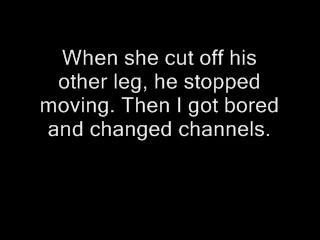 When she cut off his
other leg, he stopped
moving. Then I got bored
and changed channels.